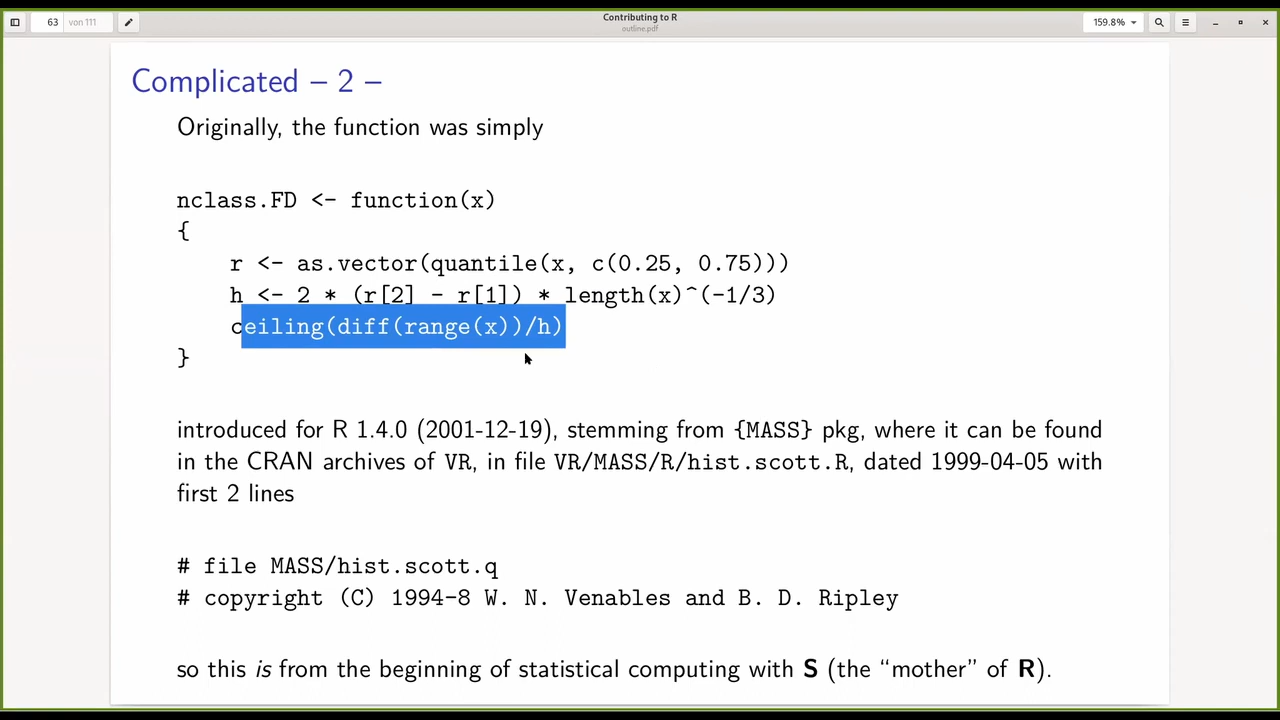 63 von 111
Contributing to R
outline.pdf
159.8%
Complicated – 2 –
Originally, the function was simply
nclass.FD <- function(x)
{
    r <- as.vector(quantile(x, c(0.25, 0.75)))
    h <- 2 * (r[2] - r[1]) * length(x)^(-1/3)
    ceiling(diff(range(x))/h)
}
introduced for R 1.4.0 (2001-12-19), stemming from {MASS} pkg, where it can be found
in the CRAN archives of VR, in file VR/MASS/R/hist.scott.R, dated 1999-04-05 with
first 2 lines
# file MASS/hist.scott.q
# copyright (C) 1994-8 W. N. Venables and B. D. Ripley
so this is from the beginning of statistical computing with S (the “mother” of R).